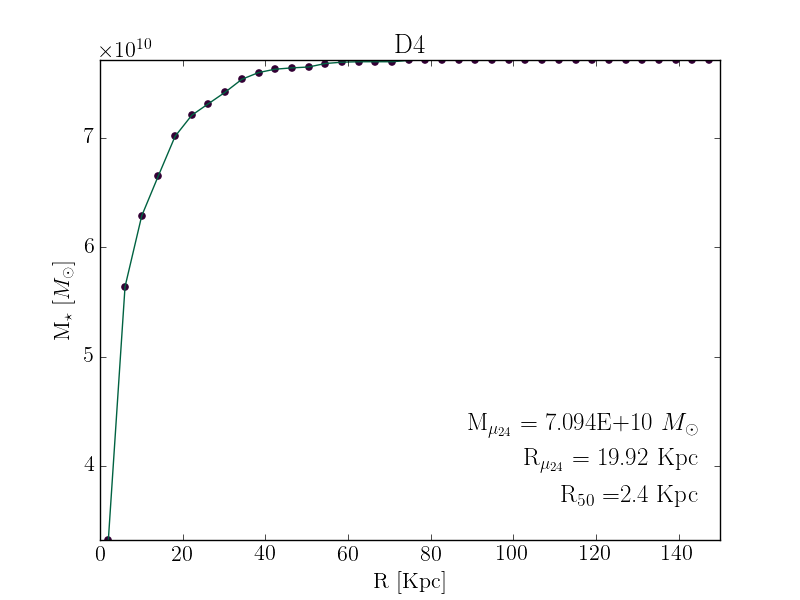 ×10¹⁰
D4
7
6
5
4
M⋆ [M⊙]
M_μ₂₄ = 7.094E+10 M⊙
R_μ₂₄ = 19.92 Kpc
R₅₀ =2.4 Kpc
0 20 40 60 80 100 120 140
R [Kpc]